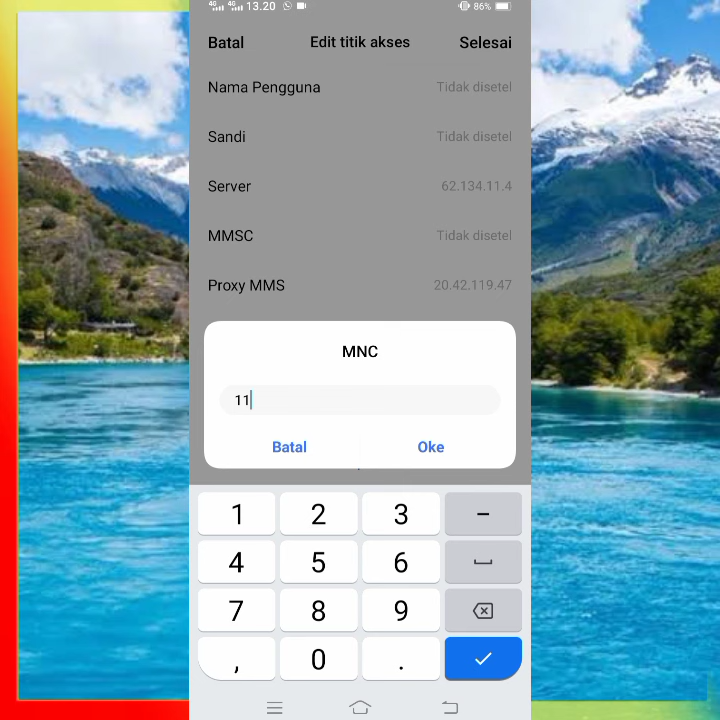 4G 4G 13.20 86%
Batal Edit titik akses Selesai
Nama Pengguna Tidak disetel
Sandi Tidak disetel
Server 62.134.11.4
MMSC Tidak disetel
Proxy MMS 20.42.119.47
MNC
11
Batal Oke
1 2 3 -
4 5 6
7 8 9
, 0 .